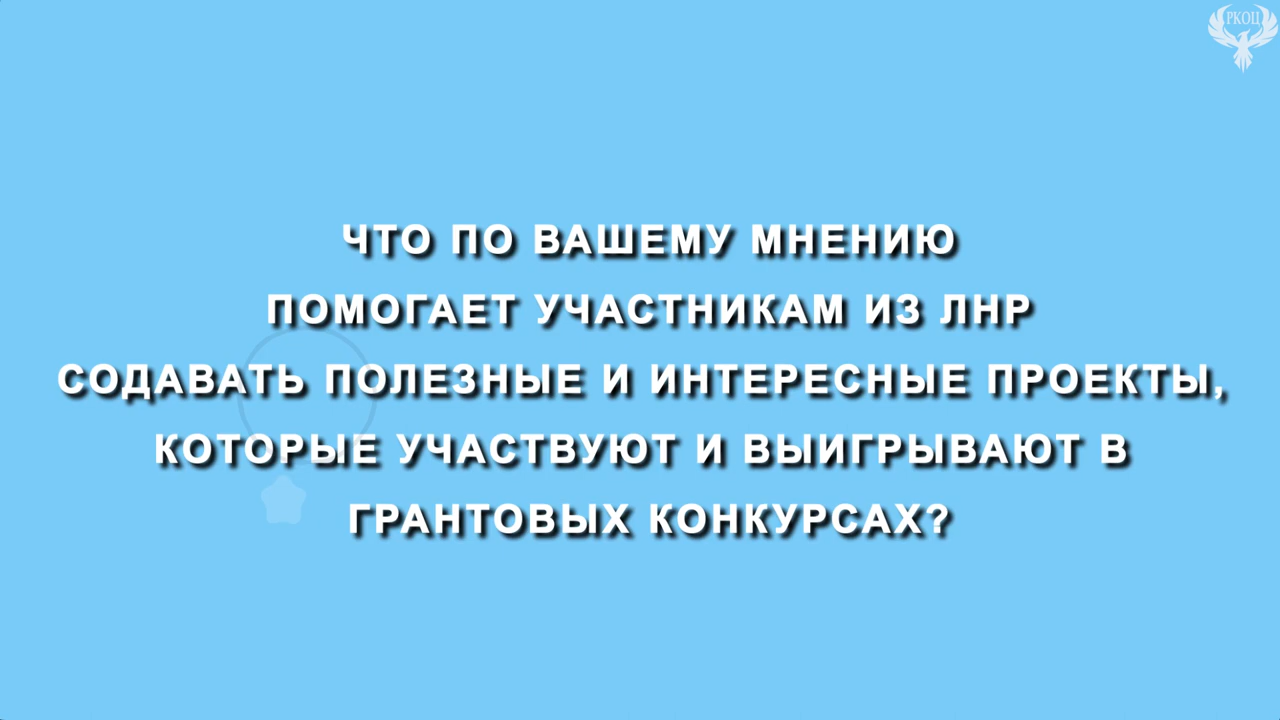 РКОЦ
ЧТО ПО ВАШЕМУ МНЕНИЮ
ПОМОГАЕТ УЧАСТНИКАМ ИЗ ЛНР
СОДАВАТЬ ПОЛЕЗНЫЕ И ИНТЕРЕСНЫЕ ПРОЕКТЫ,
КОТОРЫЕ УЧАСТВУЮТ И ВЫИГРЫВАЮТ В
ГРАНТОВЫХ КОНКУРСАХ?